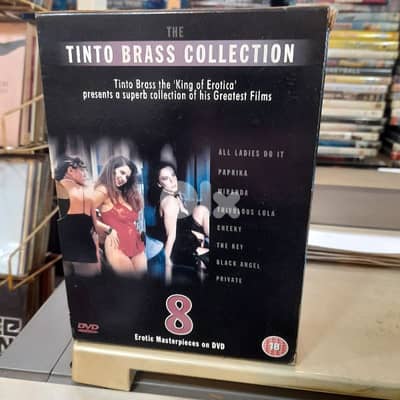 THE
TINTO BRASS COLLECTION
Tinto Brass the 'King of Erotica'
presents a superb collection of his Greatest Films
ALL LADIES DO IT
PAPRIKA
MIRANDA
FRIVOLOUS LOLA
CHEEKY
THE KEY
BLACK ANGEL
PRIVATE
8
Erotic Masterpieces on DVD
DVD
18